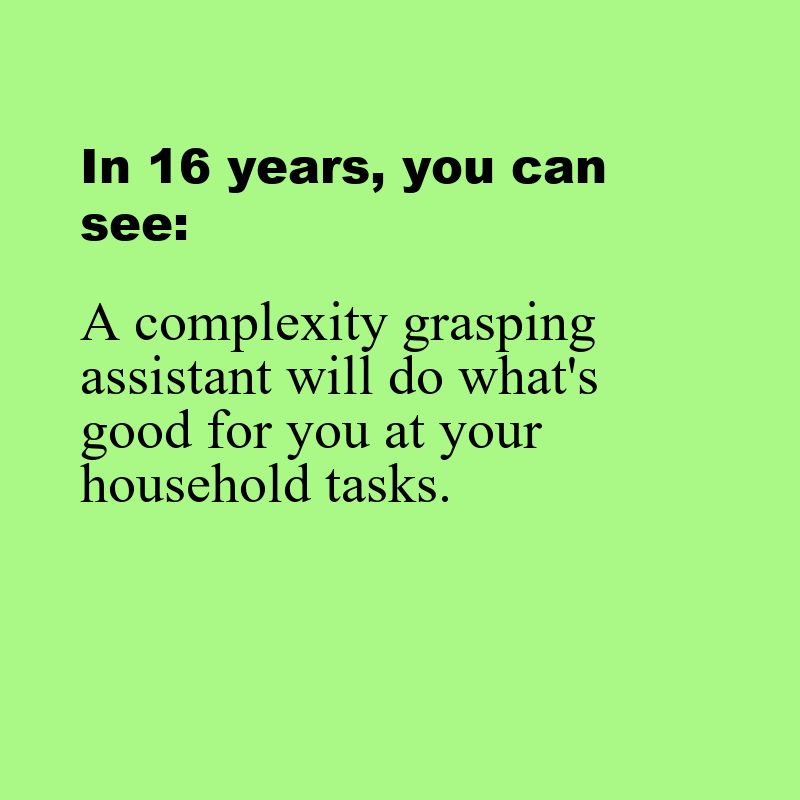 In 16 years, you can
see:
A complexity grasping
assistant will do what's
good for you at your
household tasks.